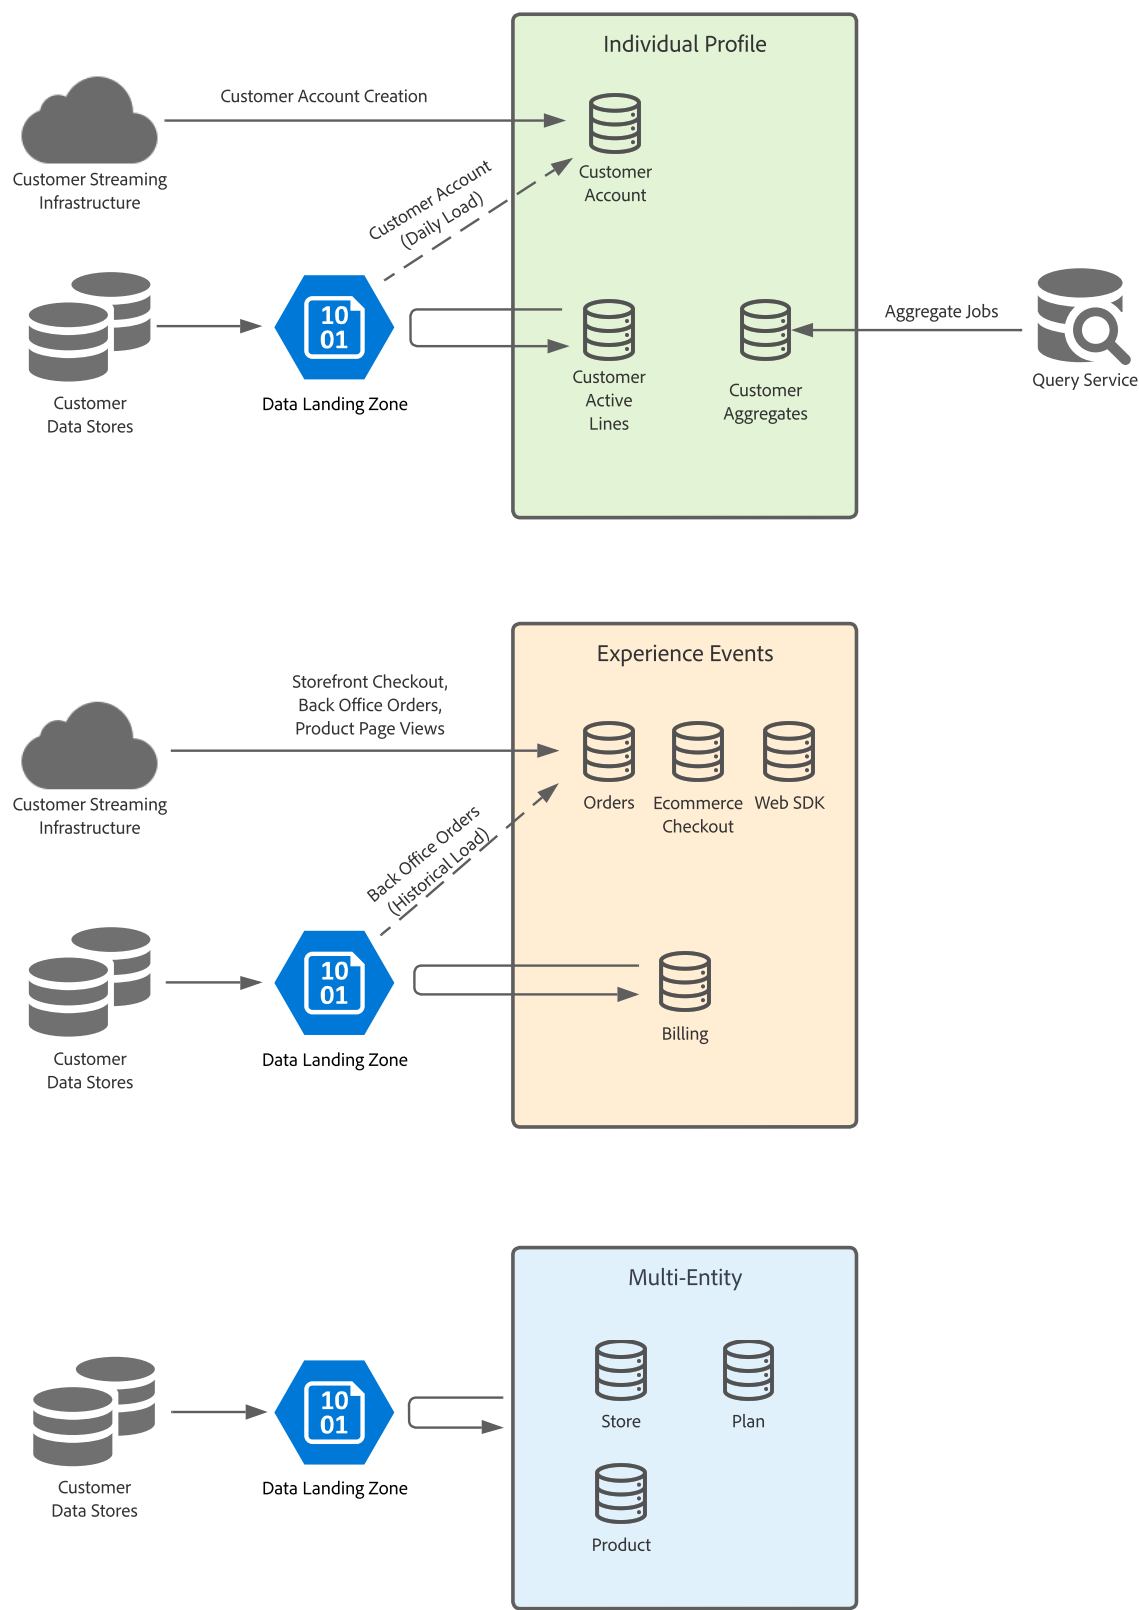 Individual Profile
Customer Account Creation
Customer Streaming
Infrastructure
Customer
Account
Customer Account
(Daily Load)
10
01
Data Landing Zone
Customer
Data Stores
Customer
Active
Lines
Customer
Aggregates
Aggregate Jobs
Query Service
Experience Events
Storefront Checkout,
Back Office Orders,
Product Page Views
Customer Streaming
Infrastructure
Orders
Ecommerce
Checkout
Web SDK
Back Office Orders
(Historical Load)
10
01
Data Landing Zone
Customer
Data Stores
Billing
Multi-Entity
Store
Plan
10
01
Data Landing Zone
Customer
Data Stores
Product